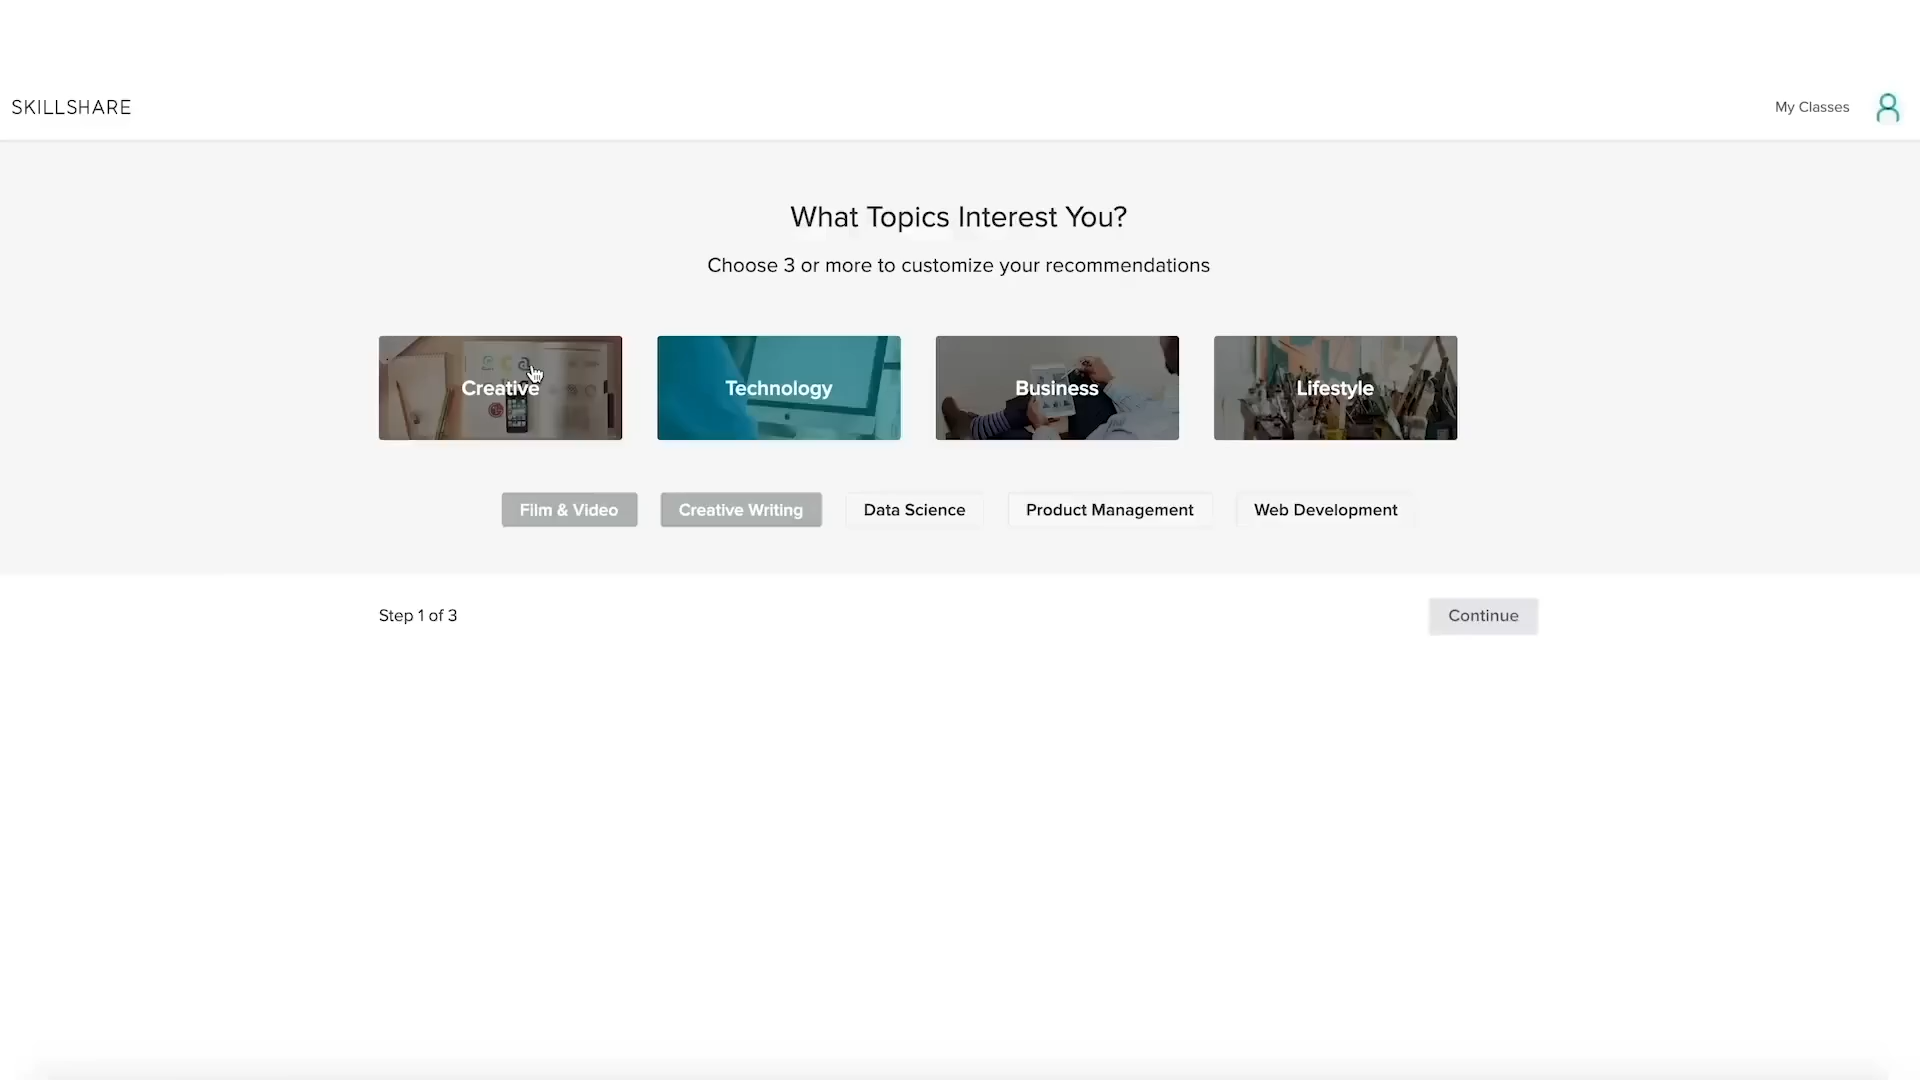 SKILLSHARE
My Classes
What Topics Interest You?
Choose 3 or more to customize your recommendations
Creative
Technology
Business
Lifestyle
Film & Video
Creative Writing
Data Science
Product Management
Web Development
Step 1 of 3
Continue